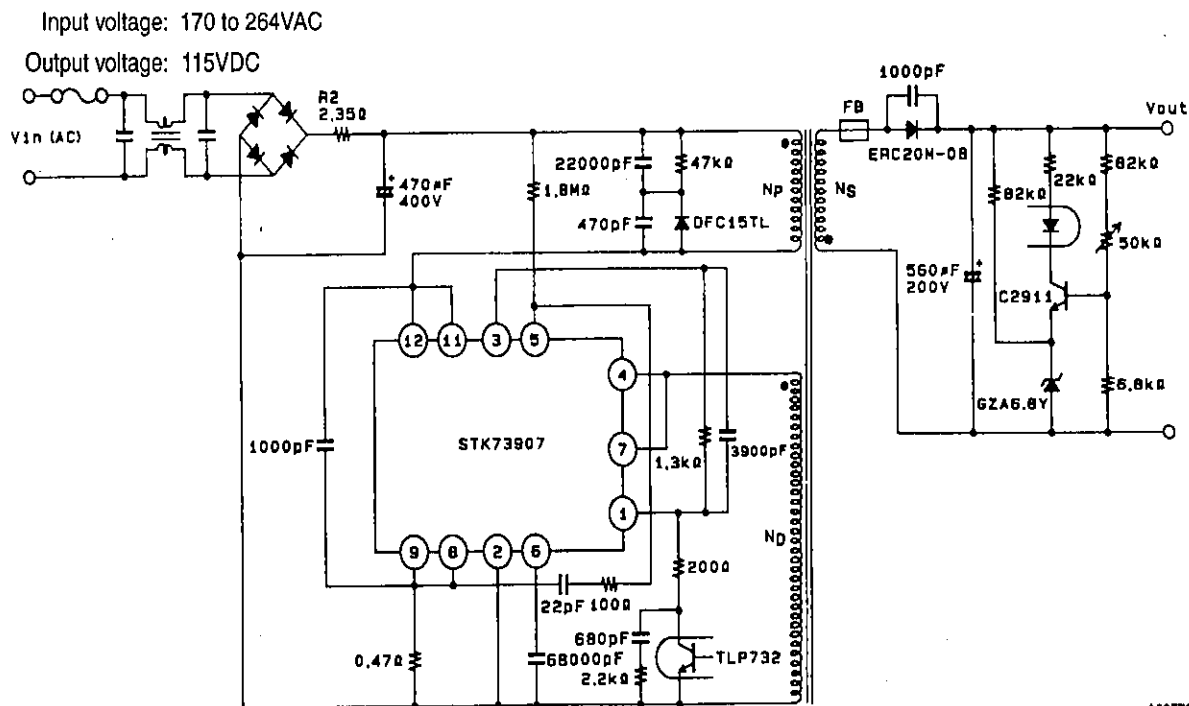 Input voltage: 170 to 264VAC
Output voltage: 115VDC
Vin (AC)
R2
2.35Ω
470μF
400V
22000pF
47kΩ
1.8MΩ
470pF
DFC15TL
NP
NS
FB
1000pF
ERC20M-08
Vout
82kΩ
22kΩ
82kΩ
50kΩ
560μF
200V
C2911
GZA6.8Y
6.8kΩ
12
11
3
5
4
7
1
9
8
2
6
STK73907
1000pF
1.3kΩ
3900pF
ND
200Ω
22pF
100Ω
680pF
2.2kΩ
TLP732
0.47Ω
68000pF